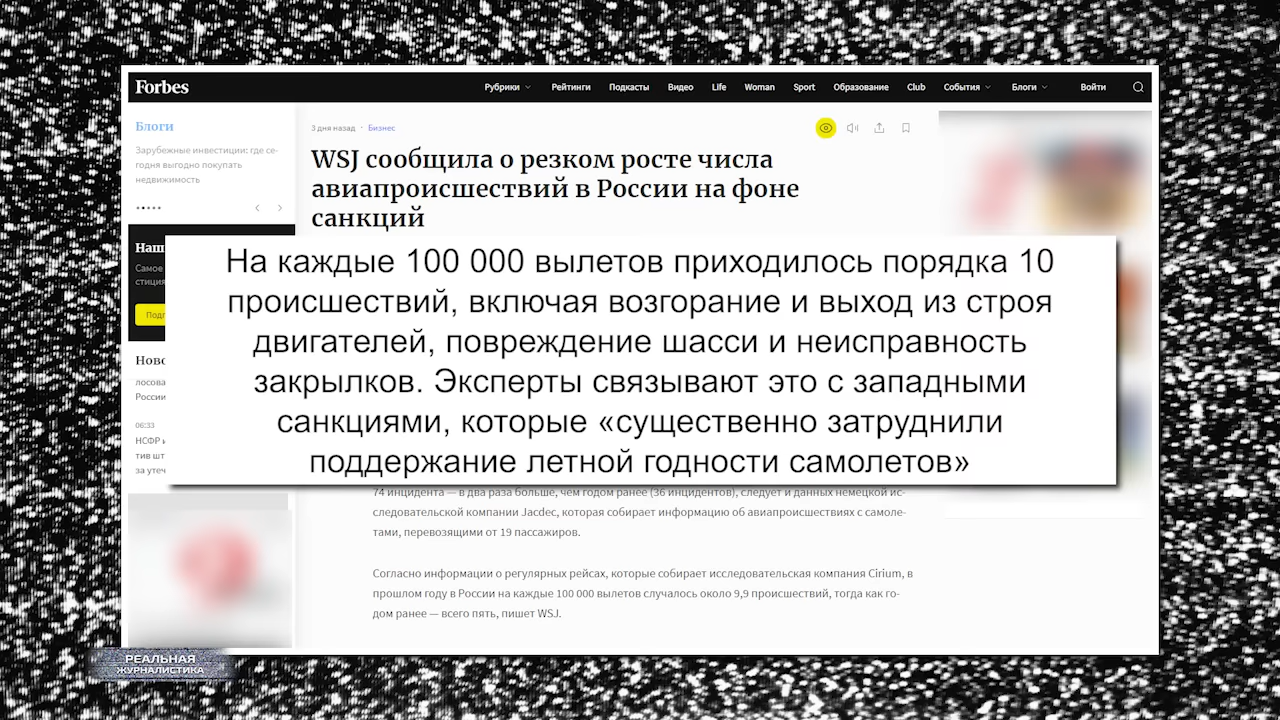 Forbes
Рубрики
Рейтинги
Подкасты
Видео
Life
Woman
Sport
Образование
Club
События
Блоги
Войти
Блоги
Зарубежные инвестиции: где се-
годня выгодно покупать
недвижимость
3 дня назад · Бизнес
WSJ сообщила о резком росте числа
авиапроисшествий в России на фоне
санкций
Самое
На каждые 100 000 вылетов приходилось порядка 10
происшествий, включая возгорание и выход из строя
двигателей, повреждение шасси и неисправность
закрылков. Эксперты связывают это с западными
санкциями, которые «существенно затруднили
поддержание летной годности самолетов»
России
06:33
НСФР
тив
за
74 инцидента — в два раза больше, чем годом ранее (36 инцидентов), следует и данных немецкой ис-
следовательской компании Jacdec, которая собирает информацию об авиапроисшествиях с самоле-
тами, перевозящими от 19 пассажиров.
Согласно информации о регулярных рейсах, которые собирает исследовательская компания Cirium, в
прошлом году в России на каждые 100 000 вылетов случалось около 9,9 происшествий, тогда как го-
дом ранее — всего пять, пишет WSJ.
РЕАЛЬНАЯ
ЖУРНАЛИСТИКА